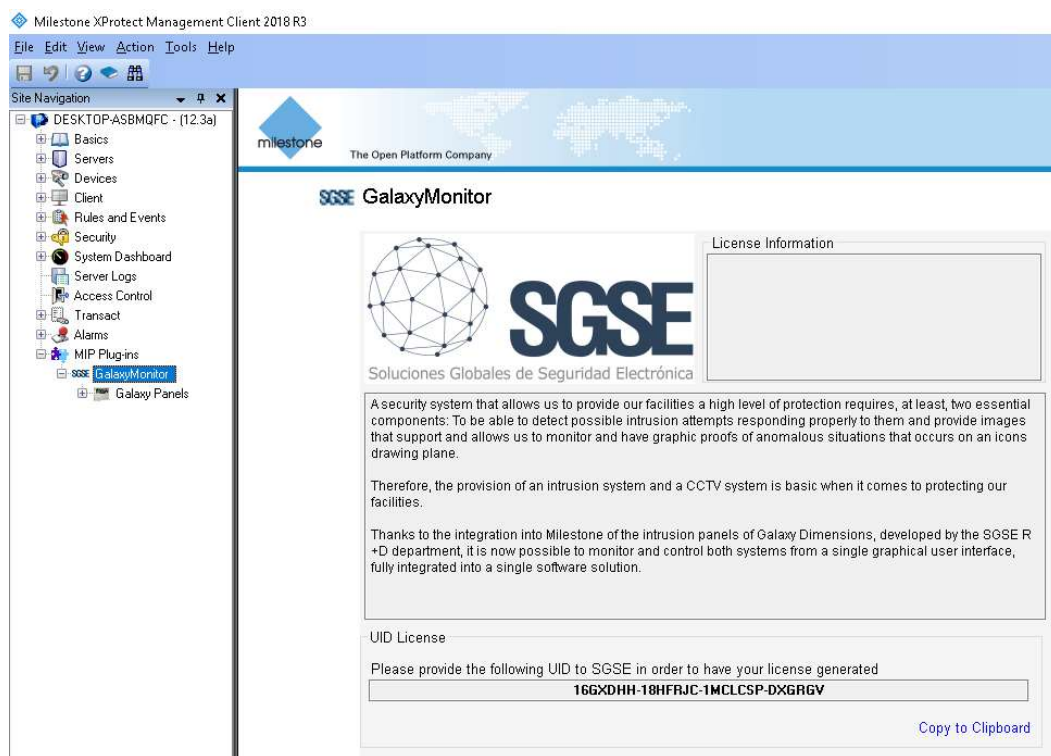 Milestone XProtect Management Client 2018 R3
File Edit View Action Tools Help
Site Navigation
DESKTOP-ASBMQFC - (12.3a)
Basics
Servers
Devices
Client
Rules and Events
Security
System Dashboard
Server Logs
Access Control
Transact
Alarms
MIP Plug-ins
SGSE GalaxyMonitor
Galaxy Panels
milestone
The Open Platform Company
SGSE GalaxyMonitor
SGSE
Soluciones Globales de Seguridad Electrónica
License Information
A security system that allows us to provide our facilities a high level of protection requires, at least, two essential
components: To be able to detect possible intrusion attempts responding properly to them and provide images
that support and allows us to monitor and have graphic proofs of anomalous situations that occurs on an icons
drawing plane.
Therefore, the provision of an intrusion system and a CCTV system is basic when it comes to protecting our
facilities.
Thanks to the integration into Milestone of the intrusion panels of Galaxy Dimensions, developed by the SGSE R
+D department, it is now possible to monitor and control both systems from a single graphical user interface,
fully integrated into a single software solution.
UID License
Please provide the following UID to SGSE in order to have your license generated
16GXDHH-18HFRJC-1MCLCSP-DXGRGV
Copy to Clipboard